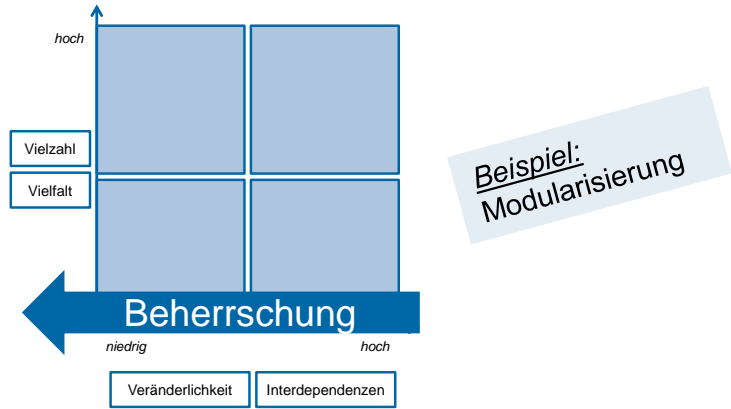 hoch
Vielzahl
Vielfalt
Beispiel:
Modularisierung
Beherrschung
niedrig
hoch
Veränderlichkeit
Interdependenzen